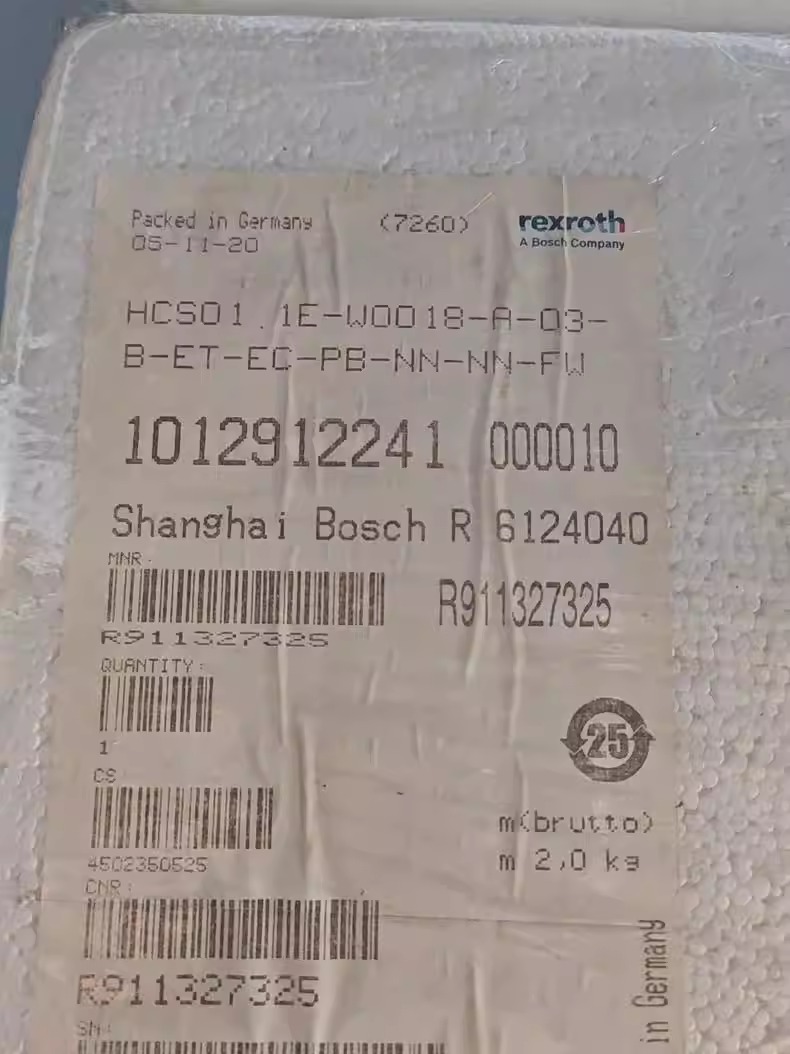 Packed in Germany (7260) rexroth
05-11-20 A Bosch Company
HCS01.1E-W0018-A-03-
B-ET-EC-PB-NN-NN-FW
1012912241 000010
Shanghai Bosch R 6124040
MNR:
R911327325
R911327325
QUANTITY:
1
25
CS:
m(brutto)
m 2,0 kg
4502350525
CNR:
R911327325
in Germany
SN: